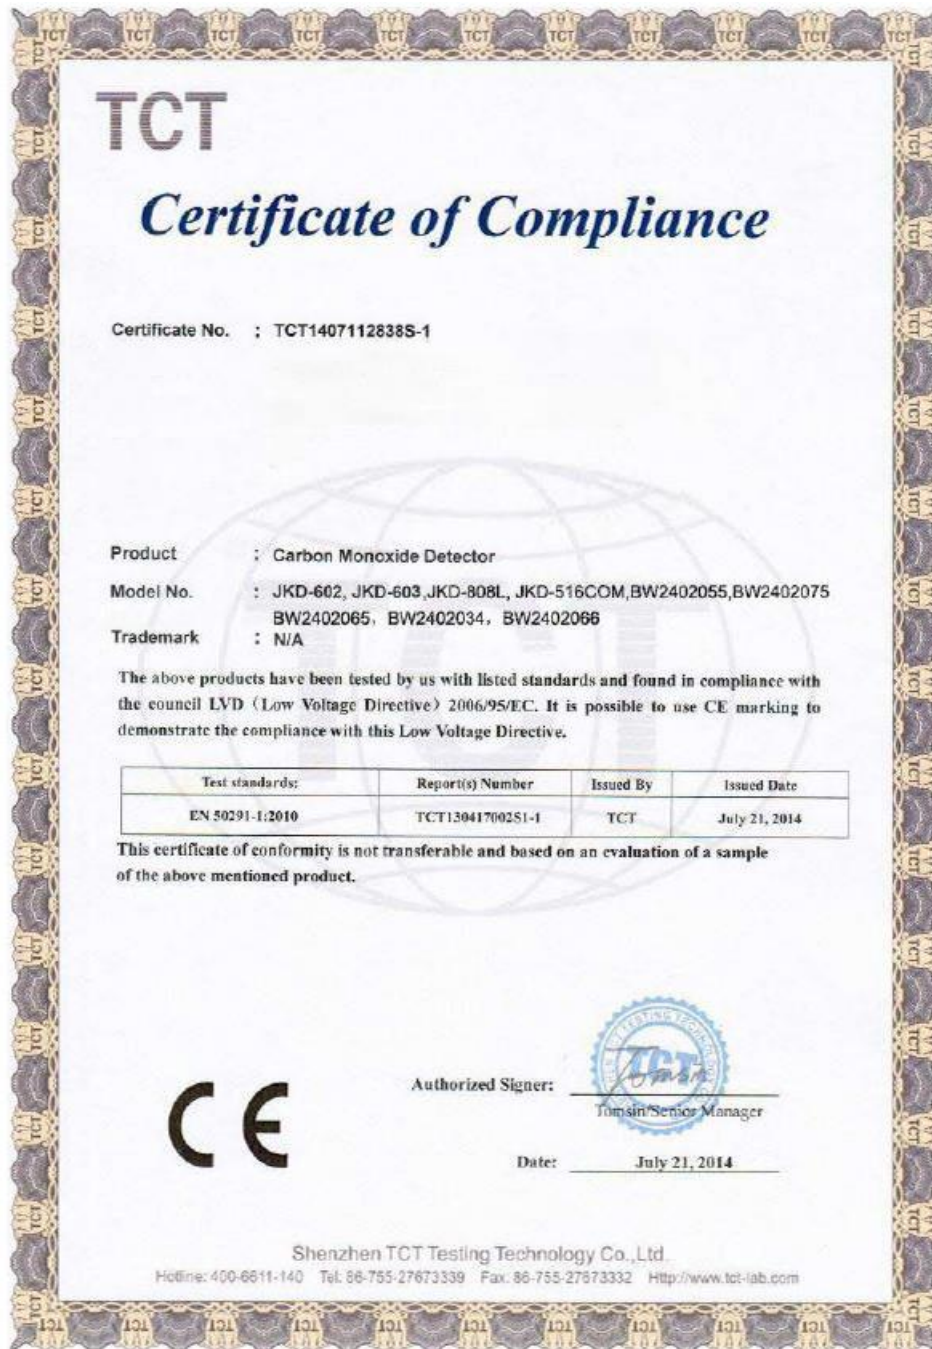 TCT
Certificate of Compliance
Certificate No. : TCT1407112838S-1
Product : Carbon Monoxide Detector
Model No. : JKD-602, JKD-603,JKD-808L, JKD-516COM,BW2402055,BW2402075
BW2402065, BW2402034, BW2402066
Trademark : N/A
The above products have been tested by us with listed standards and found in compliance with
the council LVD (Low Voltage Directive) 2006/95/EC. It is possible to use CE marking to
demonstrate the compliance with this Low Voltage Directive.
Test standards: Report(s) Number Issued By Issued Date
EN 50291-1:2010 TCT130417002S1-1 TCT July 21, 2014
This certificate of conformity is not transferable and based on an evaluation of a sample
of the above mentioned product.
TCT
Authorized Signer:
Tomsin/Senior Manager
CE
Date: July 21, 2014
Shenzhen TCT Testing Technology Co.,Ltd.
Hotline: 400-6611-140 Tel: 86-755-27673339 Fax: 86-755-27673332 Http://www.tct-lab.com